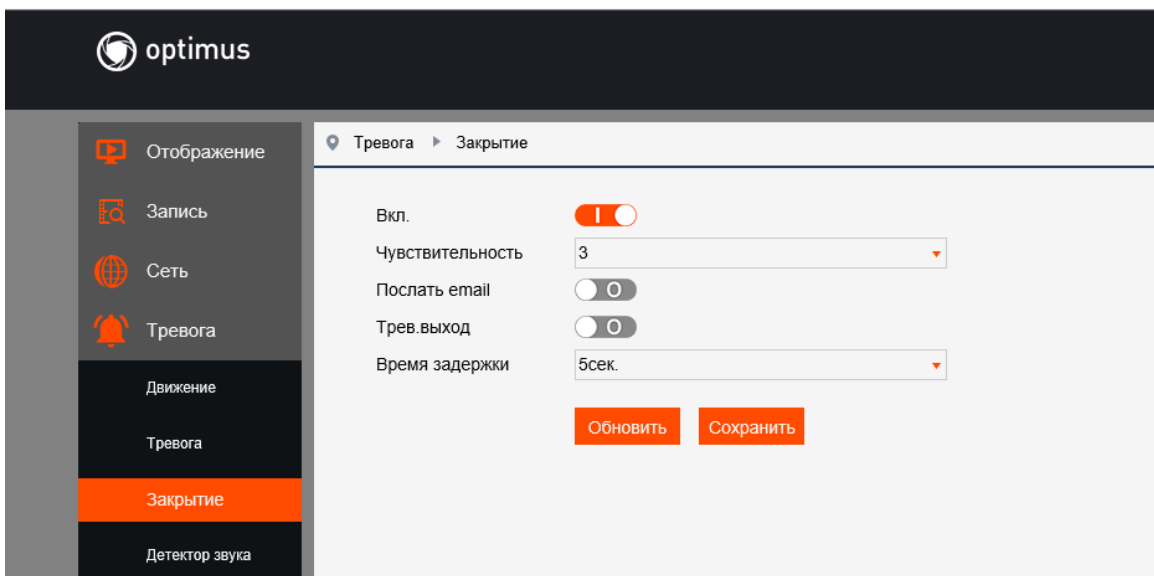 optimus
Отображение
Запись
Сеть
Тревога
Движение
Тревога
Закрытие
Детектор звука
Тревога Закрытие
Вкл.
Чувствительность 3
Послать email
Трев.выход
Время задержки 5сек.
Обновить Сохранить